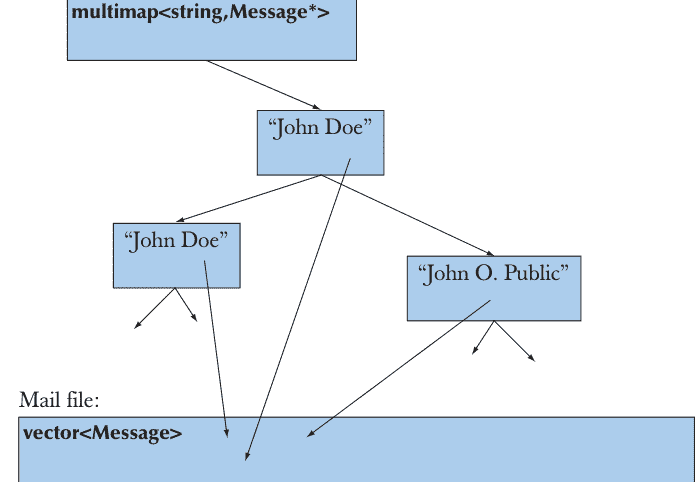 multimap<string,Message*>
“John Doe”
“John Doe”
“John O. Public”
Mail file:
vector<Message>